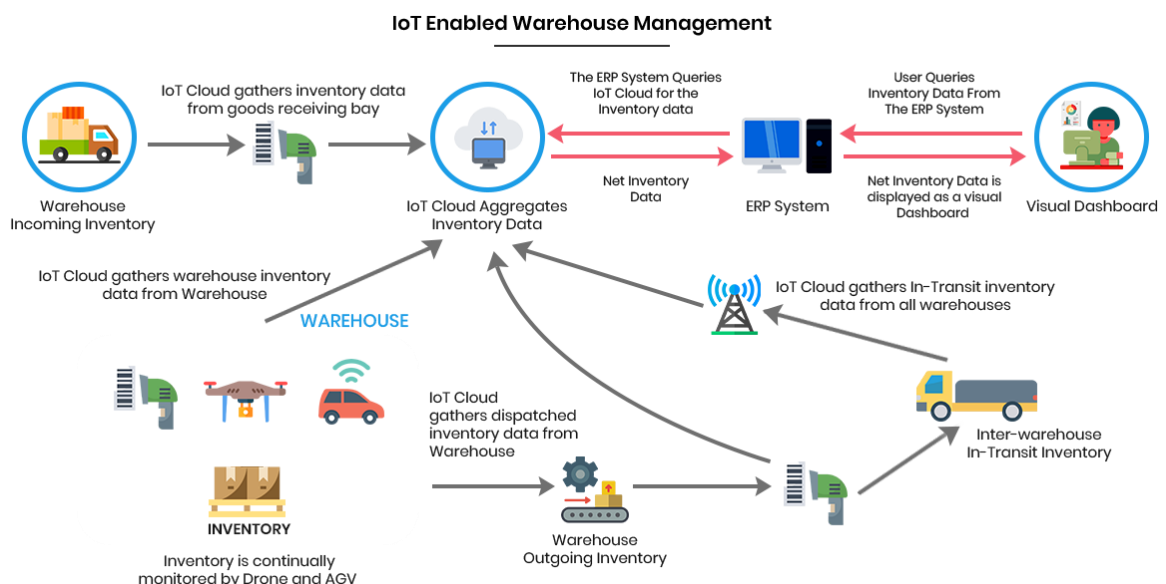 IoT Enabled Warehouse Management
IoT Cloud gathers inventory data
from goods receiving bay
The ERP System Queries
IoT Cloud for the
Inventory data
User Queries
Inventory Data From
The ERP System
Warehouse
Incoming Inventory
IoT Cloud Aggregates
Inventory Data
Net Inventory
Data
ERP System
Net Inventory Data is
displayed as a visual
Dashboard
Visual Dashboard
IoT Cloud gathers warehouse inventory
data from Warehouse
WAREHOUSE
IoT Cloud gathers In-Transit inventory
data from all warehouses
IoT Cloud
gathers dispatched
inventory data from
Warehouse
Inter-warehouse
In-Transit Inventory
INVENTORY
Inventory is continually
monitored by Drone and AGV
Warehouse
Outgoing Inventory